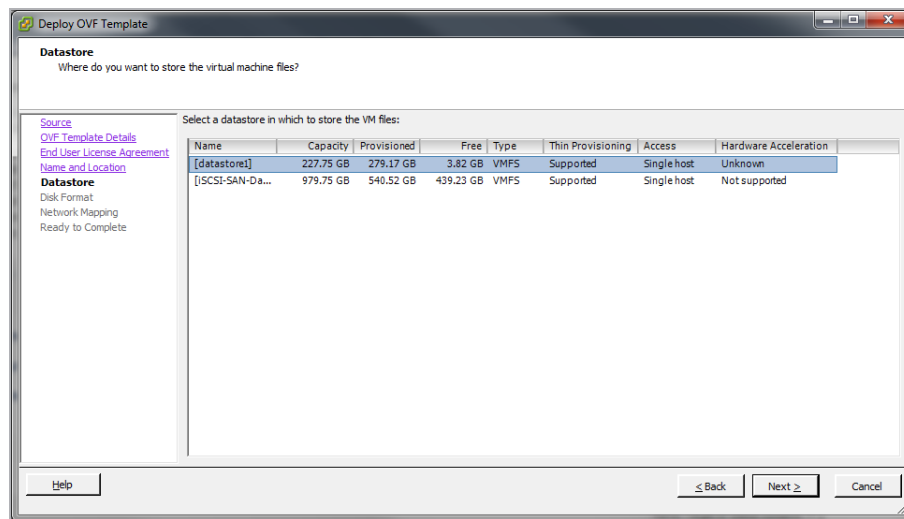 Deploy OVF Template
Datastore
Where do you want to store the virtual machine files?
Source
OVF Template Details
End User License Agreement
Name and Location
Datastore
Disk Format
Network Mapping
Ready to Complete
Select a datastore in which to store the VM files:
Name Capacity Provisioned Free Type Thin Provisioning Access Hardware Acceleration
[datastore1] 227.75 GB 279.17 GB 3.82 GB VMFS Supported Single host Unknown
[iSCSI-SAN-Da... 979.75 GB 540.52 GB 439.23 GB VMFS Supported Single host Not supported
Help
< Back
Next >
Cancel